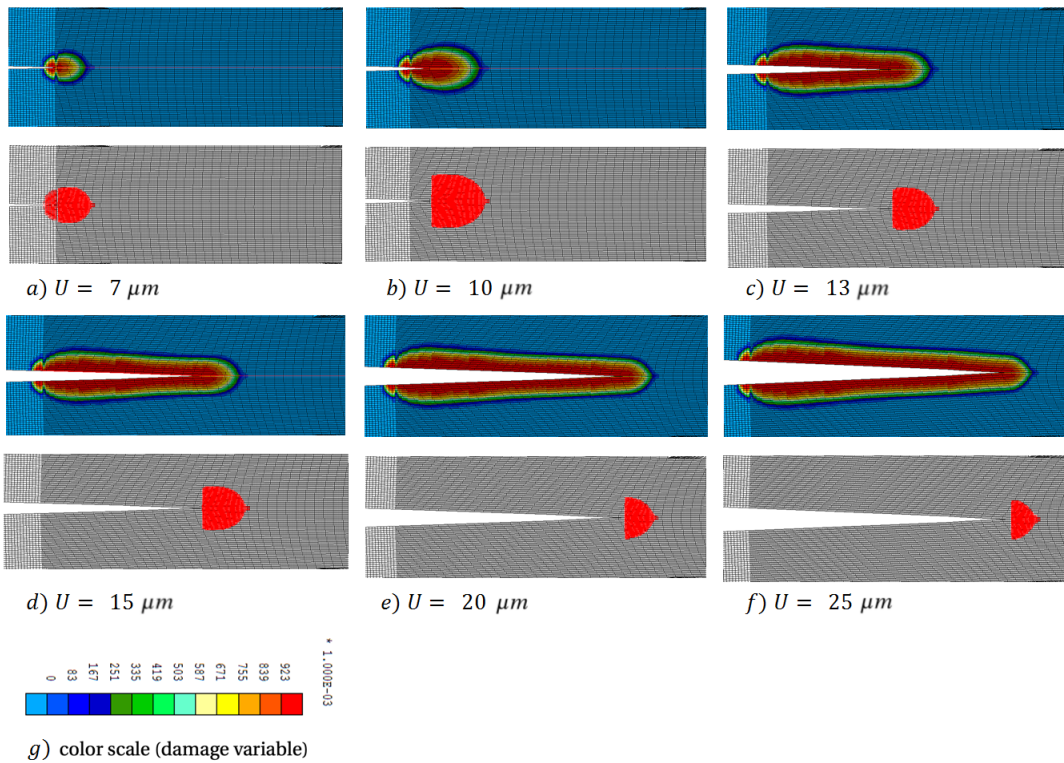 a) U = 7 μm
b) U = 10 μm
c) U = 13 μm
d) U = 15 μm
e) U = 20 μm
f) U = 25 μm
* 1.000E-03
0 83 167 251 335 419 503 587 671 755 839 923
g) color scale (damage variable)